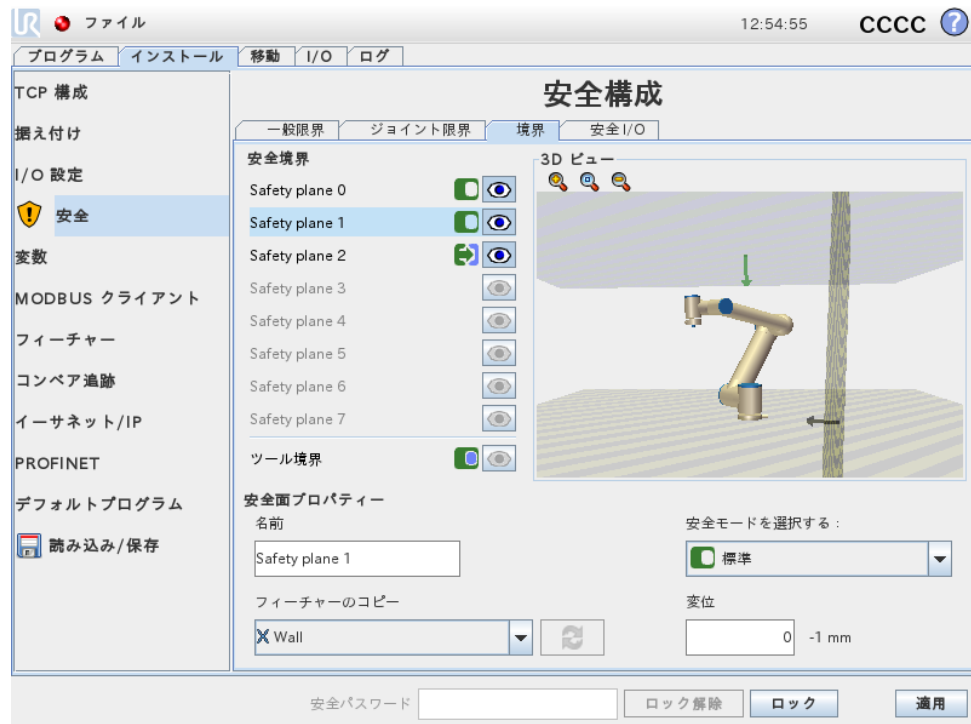 UR ファイル 12:54:55 CCCC ?
プログラム インストール 移動 I/O ログ
TCP 構成
据え付け
I/O 設定
安全
変数
MODBUS クライアント
フィーチャー
コンベア追跡
イーサネット/IP
PROFINET
デフォルトプログラム
読み込み/保存
安全構成
一般限界 ジョイント限界 境界 安全I/O
安全境界
Safety plane 0
Safety plane 1
Safety plane 2
Safety plane 3
Safety plane 4
Safety plane 5
Safety plane 6
Safety plane 7
ツール境界
3D ビュー
安全面プロパティー
名前
Safety plane 1
フィーチャーのコピー
Wall
安全モードを選択する :
標準
変位
0 -1 mm
安全パスワード ロック解除 ロック 適用